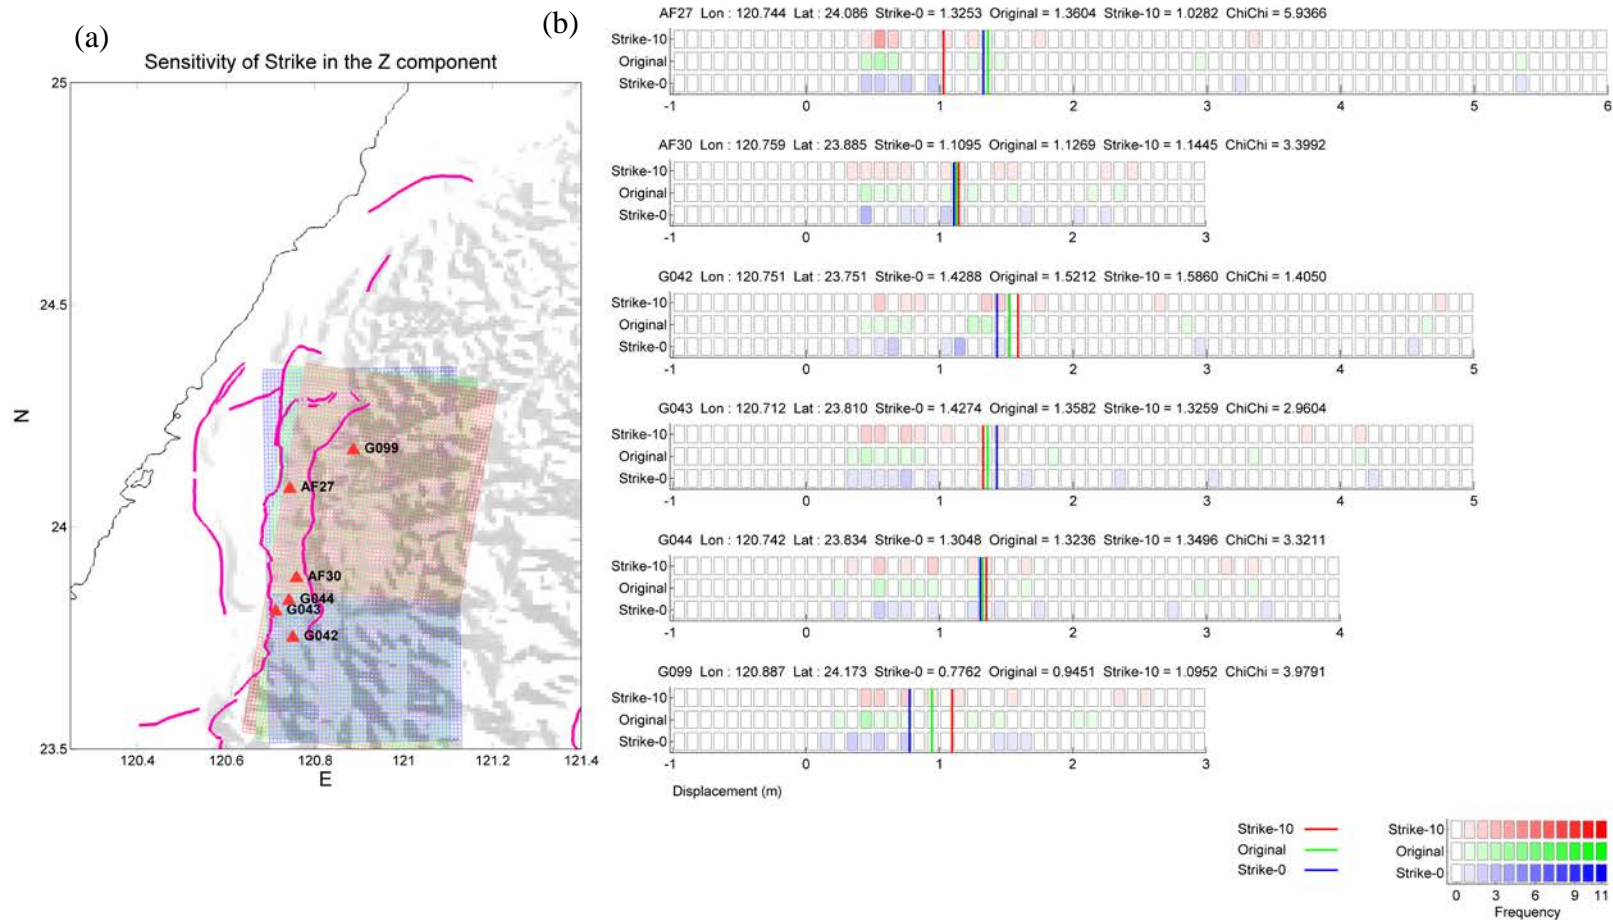 (a)
Sensitivity of Strike in the Z component
25
24.5
24
23.5
N
G099
AF27
AF30
G044
G043
G042
120.4 120.6 120.8 121 121.2 121.4
E
(b)
AF27 Lon : 120.744 Lat : 24.086 Strike-0 = 1.3253 Original = 1.3604 Strike-10 = 1.0282 ChiChi = 5.9366
Strike-10
Original
Strike-0
-1 0 1 2 3 4 5 6
AF30 Lon : 120.759 Lat : 23.885 Strike-0 = 1.1095 Original = 1.1269 Strike-10 = 1.1445 ChiChi = 3.3992
Strike-10
Original
Strike-0
-1 0 1 2 3
G042 Lon : 120.751 Lat : 23.751 Strike-0 = 1.4288 Original = 1.5212 Strike-10 = 1.5860 ChiChi = 1.4050
Strike-10
Original
Strike-0
-1 0 1 2 3 4 5
G043 Lon : 120.712 Lat : 23.810 Strike-0 = 1.4274 Original = 1.3582 Strike-10 = 1.3259 ChiChi = 2.9604
Strike-10
Original
Strike-0
-1 0 1 2 3 4 5
G044 Lon : 120.742 Lat : 23.834 Strike-0 = 1.3048 Original = 1.3236 Strike-10 = 1.3496 ChiChi = 3.3211
Strike-10
Original
Strike-0
-1 0 1 2 3 4
G099 Lon : 120.887 Lat : 24.173 Strike-0 = 0.7762 Original = 0.9451 Strike-10 = 1.0952 ChiChi = 3.9791
Strike-10
Original
Strike-0
-1 0 1 2 3
Displacement (m)
Strike-10
Original
Strike-0
Strike-10
Original
Strike-0
0 3 6 9 11
Frequency